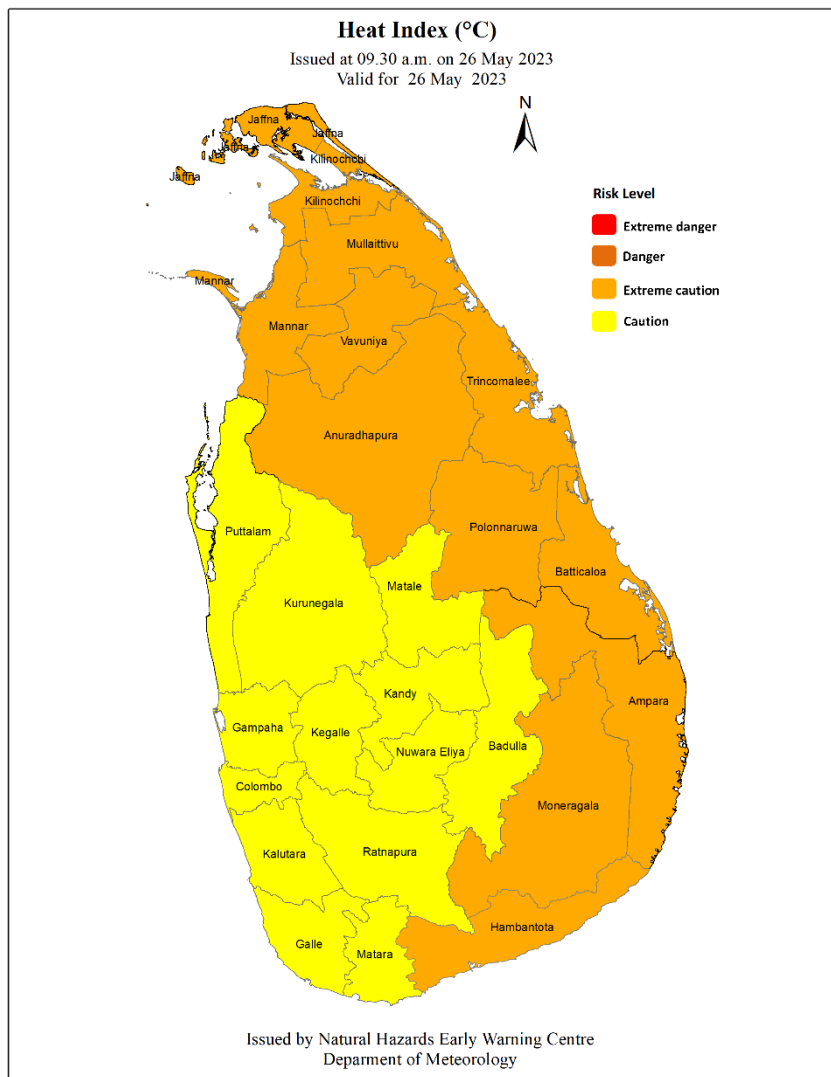 Heat Index (°C)
Issued at 09.30 a.m. on 26 May 2023
Valid for 26 May 2023
N
Jaffna
Jaffna
Jaffna
Kilinochchi
Jaffna
Kilinochchi
Mullaittivu
Mannar
Mannar
Vavuniya
Trincomalee
Anuradhapura
Puttalam
Polonnaruwa
Batticaloa
Matale
Kurunegala
Kandy
Ampara
Gampaha
Kegalle
Nuwara Eliya
Badulla
Colombo
Moneragala
Kalutara
Ratnapura
Hambantota
Galle
Matara
Risk Level
Extreme danger
Danger
Extreme caution
Caution
Issued by Natural Hazards Early Warning Centre
Deparment of Meteorology